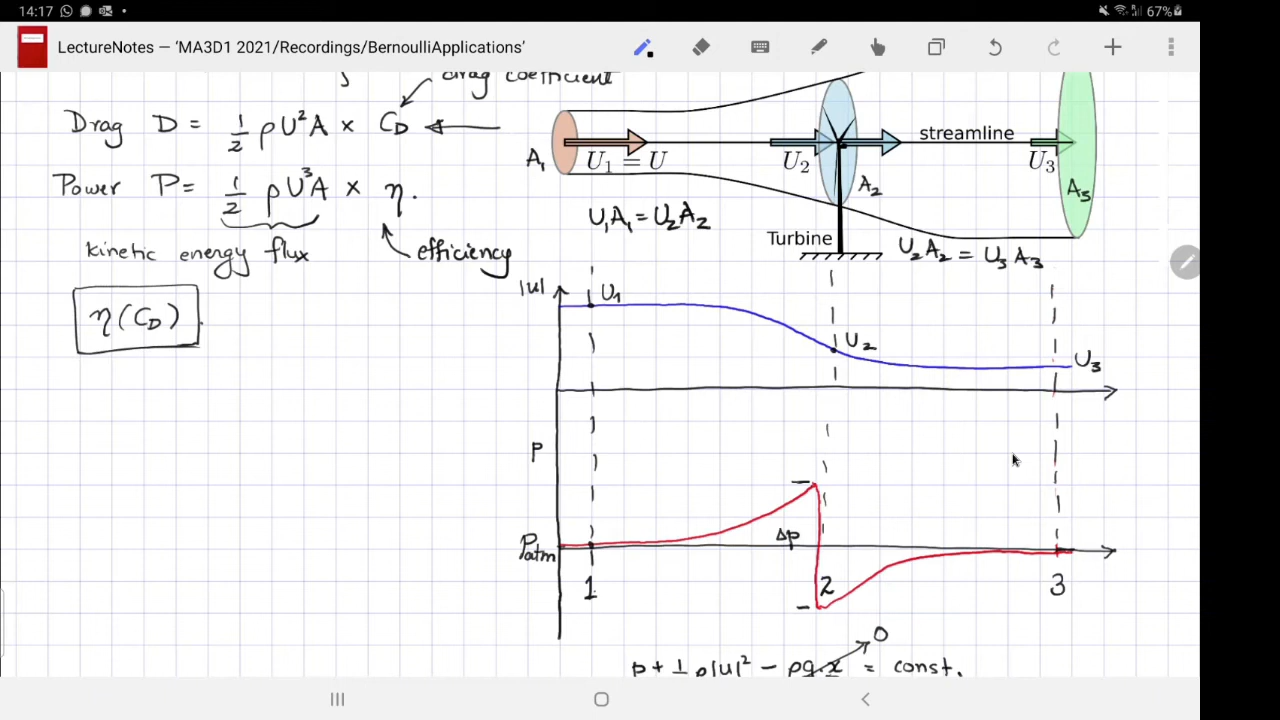 14:17
67%
LectureNotes — ‘MA3D1 2021/Recordings/BernoulliApplications’
drag coefficient
Drag D = 1/2 ρU²A × C_D
Power P = 1/2 ρU³A × η.
kinetic energy flux
efficiency
η(C_D)
A₁
U₁ = U
U₂
streamline
U₃
A₂
A₃
U₁A₁ = U₂A₂
Turbine
U₂A₂ = U₃A₃
|u|
U₁
U₂
U₃
P
Δp
Patm
1
2
3
0
p + 1/2 ρ|u|² − ρg.x = const.